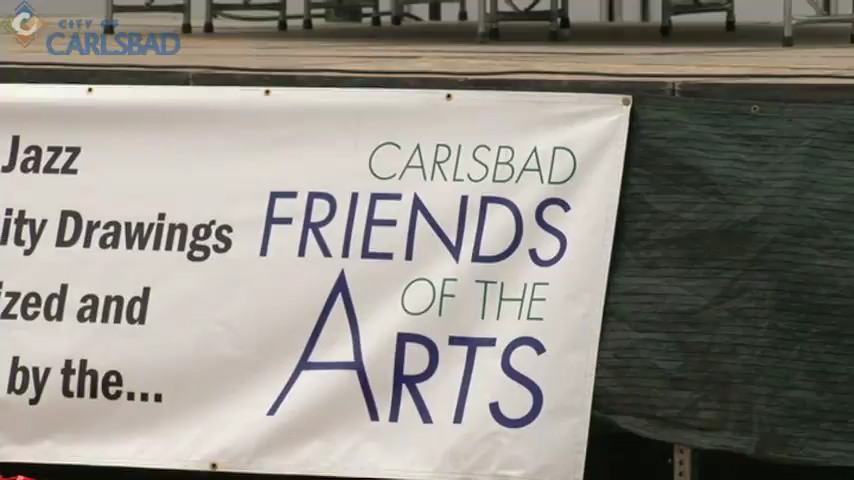 CITY OF
CARLSBAD
Jazz
ity Drawings
ized and
by the...
CARLSBAD
FRIENDS
OF THE
ARTS